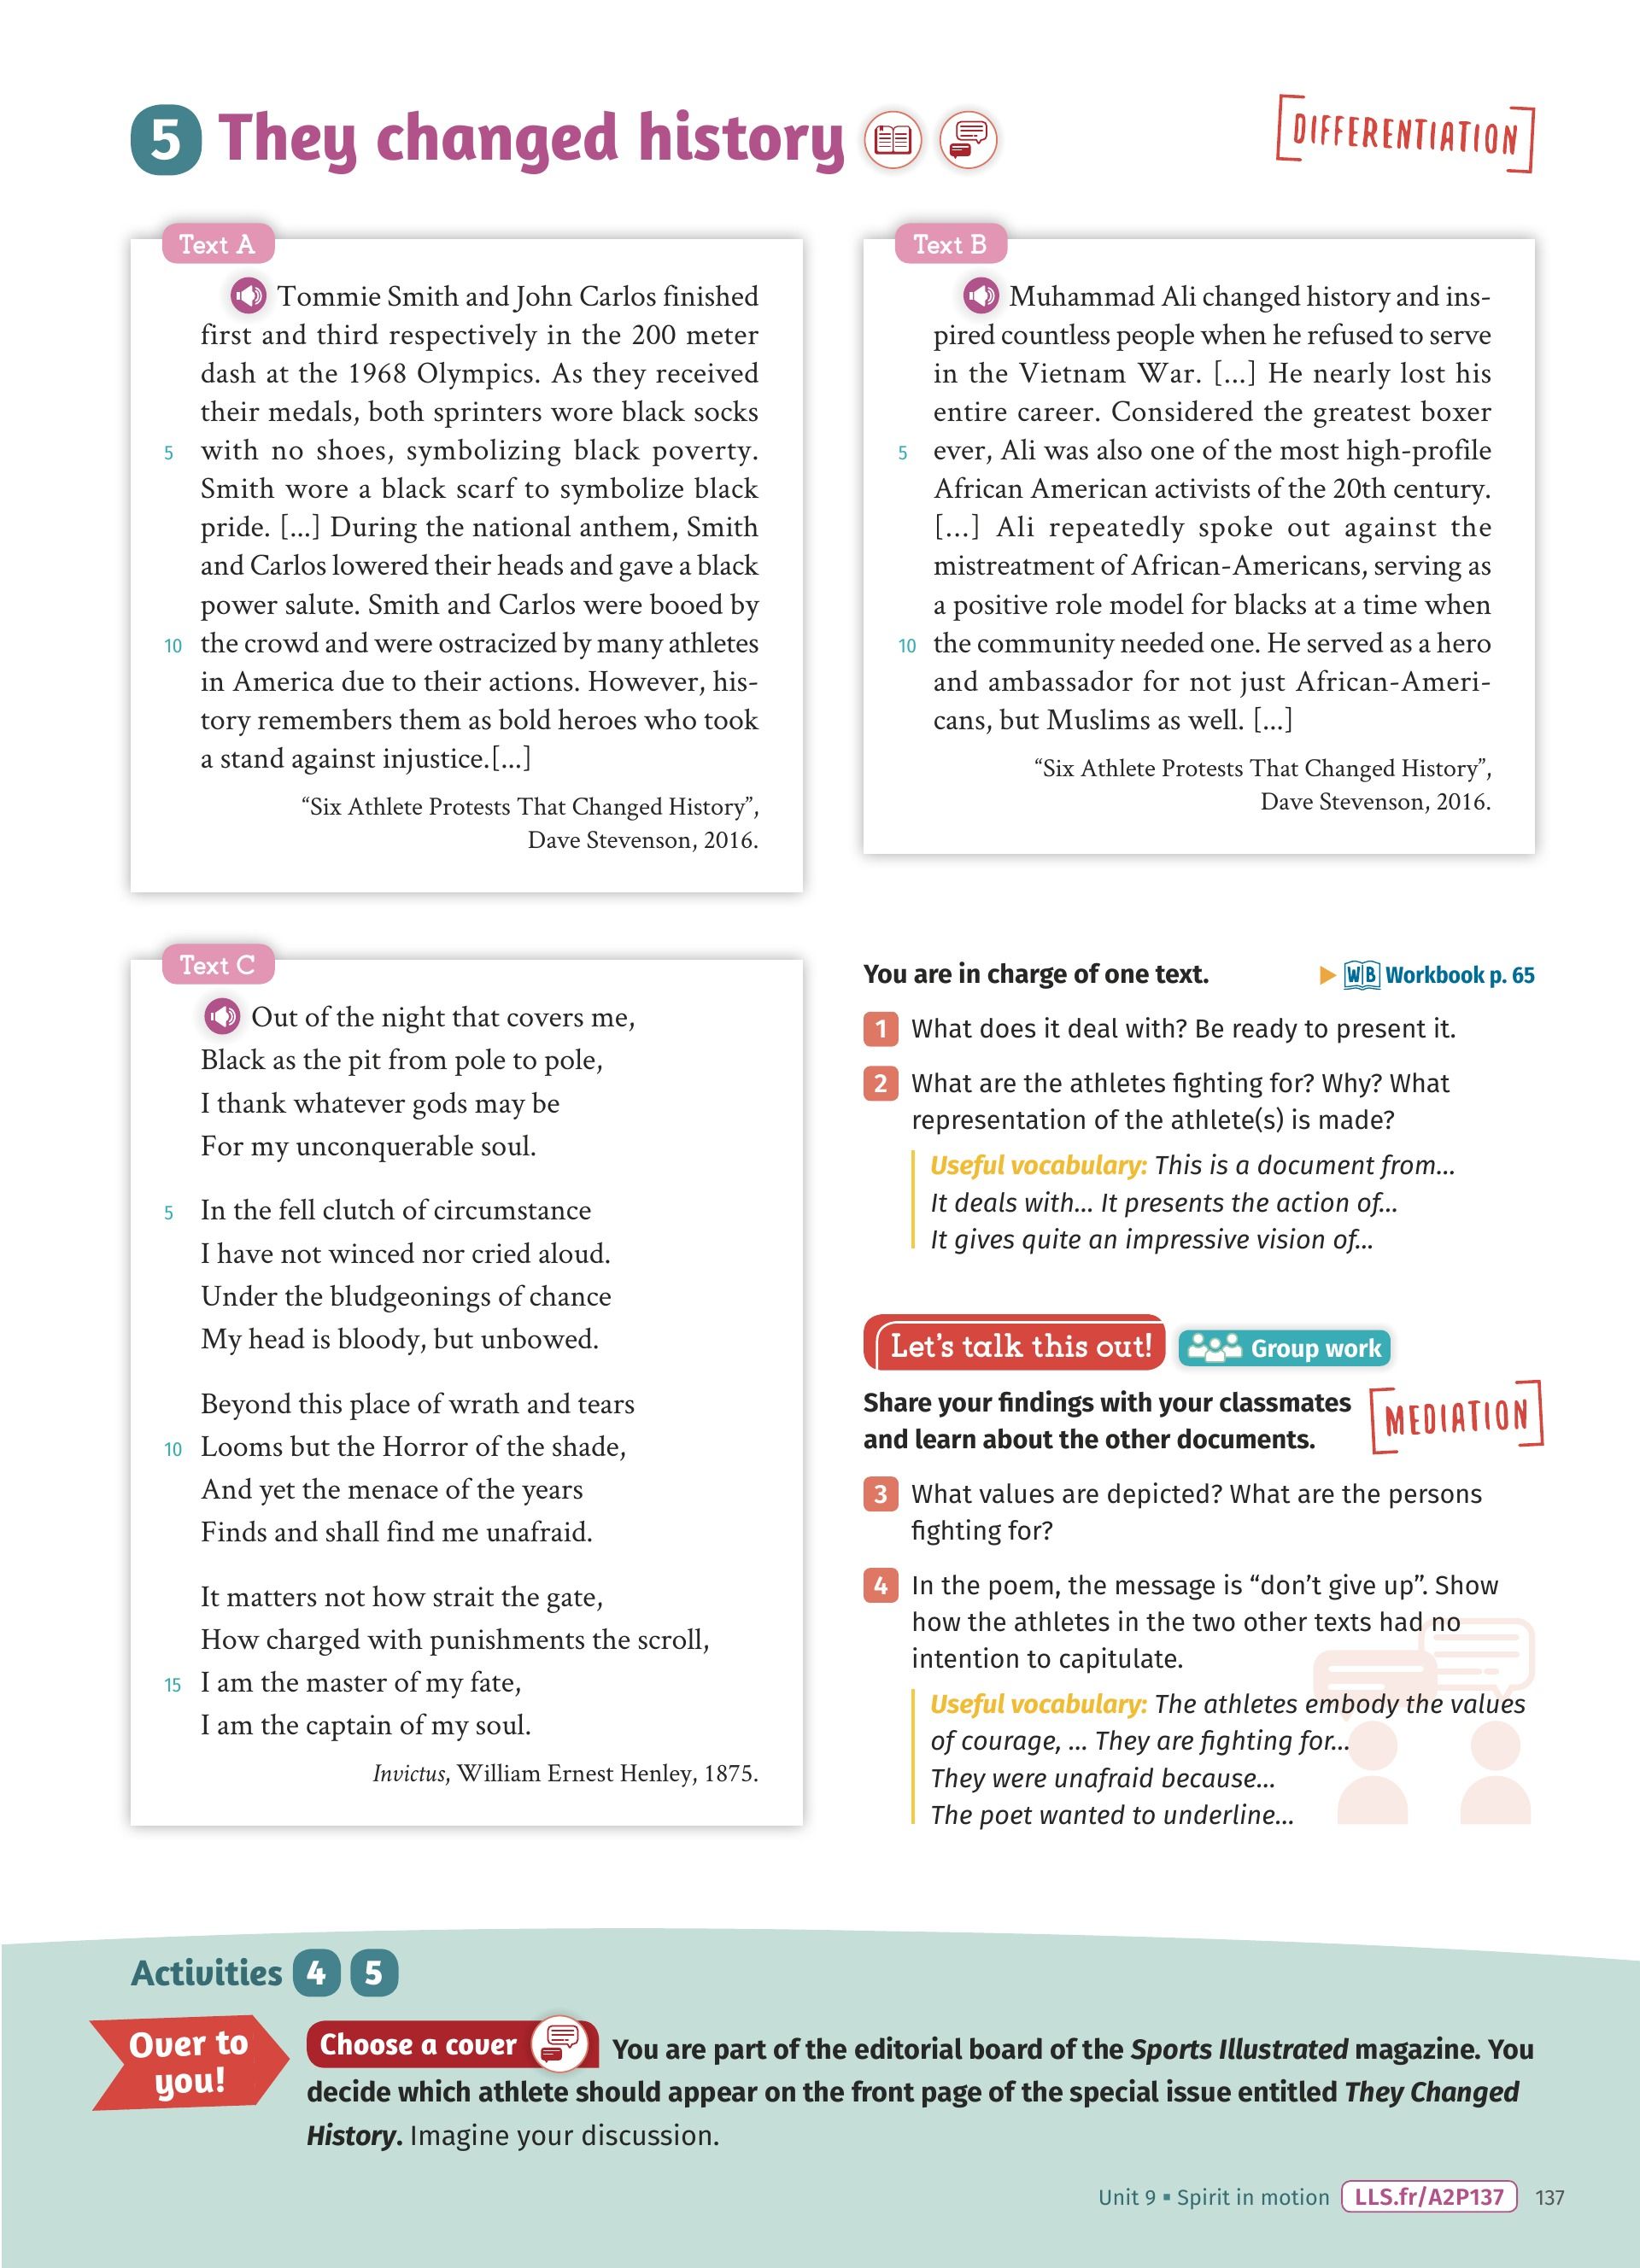 5 They changed history
DIFFERENTIATION
Text A
Tommie Smith and John Carlos finished
first and third respectively in the 200 meter
dash at the 1968 Olympics. As they received
their medals, both sprinters wore black socks
5 with no shoes, symbolizing black poverty.
Smith wore a black scarf to symbolize black
pride. [...] During the national anthem, Smith
and Carlos lowered their heads and gave a black
power salute. Smith and Carlos were booed by
10 the crowd and were ostracized by many athletes
in America due to their actions. However, his-
tory remembers them as bold heroes who took
a stand against injustice.[...]
“Six Athlete Protests That Changed History”,
Dave Stevenson, 2016.
Text B
Muhammad Ali changed history and ins-
pired countless people when he refused to serve
in the Vietnam War. [...] He nearly lost his
entire career. Considered the greatest boxer
5 ever, Ali was also one of the most high-profile
African American activists of the 20th century.
[...] Ali repeatedly spoke out against the
mistreatment of African-Americans, serving as
a positive role model for blacks at a time when
10 the community needed one. He served as a hero
and ambassador for not just African-Ameri-
cans, but Muslims as well. [...]
“Six Athlete Protests That Changed History”,
Dave Stevenson, 2016.
Text C
Out of the night that covers me,
Black as the pit from pole to pole,
I thank whatever gods may be
For my unconquerable soul.
5 In the fell clutch of circumstance
I have not winced nor cried aloud.
Under the bludgeonings of chance
My head is bloody, but unbowed.
Beyond this place of wrath and tears
10 Looms but the Horror of the shade,
And yet the menace of the years
Finds and shall find me unafraid.
It matters not how strait the gate,
How charged with punishments the scroll,
15 I am the master of my fate,
I am the captain of my soul.
Invictus, William Ernest Henley, 1875.
You are in charge of one text.
WB Workbook p. 65
1 What does it deal with? Be ready to present it.
2 What are the athletes fighting for? Why? What
representation of the athlete(s) is made?
Useful vocabulary: This is a document from...
It deals with... It presents the action of...
It gives quite an impressive vision of...
Let’s talk this out! Group work
Share your findings with your classmates
and learn about the other documents.
MEDIATION
3 What values are depicted? What are the persons
fighting for?
4 In the poem, the message is “don’t give up”. Show
how the athletes in the two other texts had no
intention to capitulate.
Useful vocabulary: The athletes embody the values
of courage, ... They are fighting for...
They were unafraid because...
The poet wanted to underline...
Activities 4 5
Over to
you!
Choose a cover You are part of the editorial board of the Sports Illustrated magazine. You
decide which athlete should appear on the front page of the special issue entitled They Changed
History. Imagine your discussion.
Unit 9 ▪ Spirit in motion LLS.fr/A2P137 137